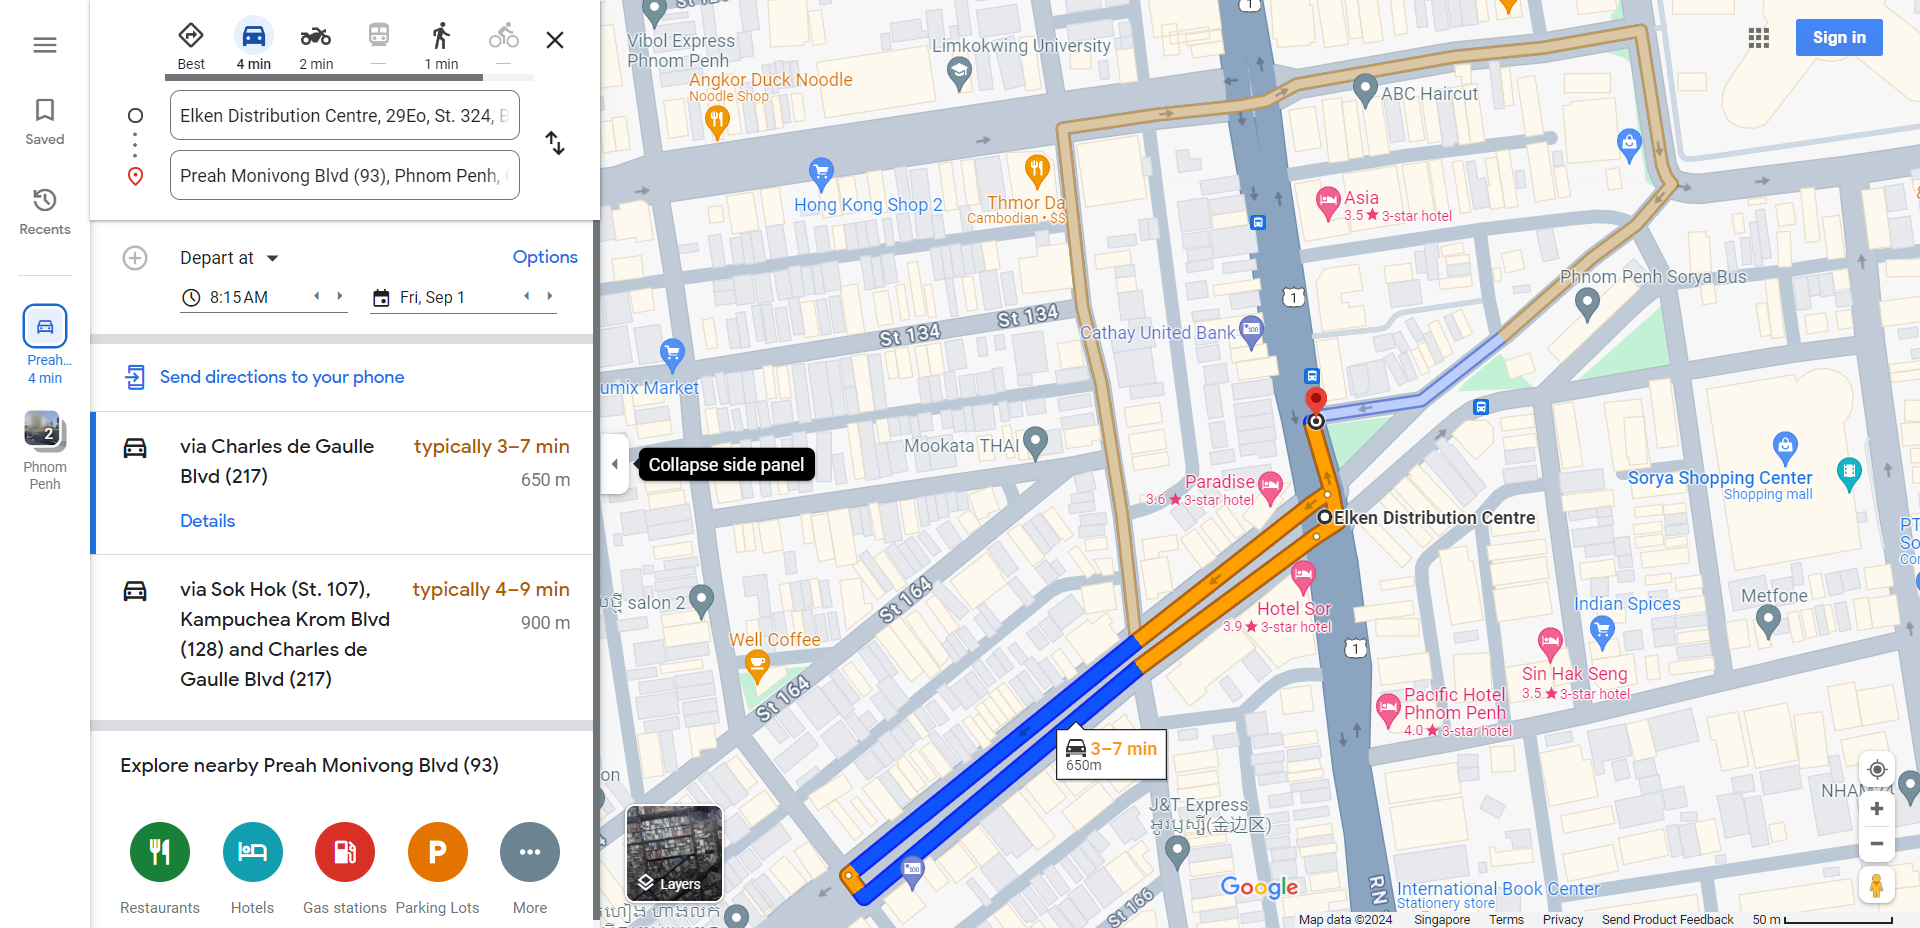 Saved
Recents
Preah...
4 min
2
Phnom
Penh
Best
4 min
2 min
—
1 min
—
Elken Distribution Centre, 29Eo, St. 324, B
Preah Monivong Blvd (93), Phnom Penh,
Depart at
Options
8:15 AM
Fri, Sep 1
Send directions to your phone
via Charles de Gaulle
Blvd (217)
typically 3–7 min
650 m
Details
via Sok Hok (St. 107),
Kampuchea Krom Blvd
(128) and Charles de
Gaulle Blvd (217)
typically 4–9 min
900 m
Explore nearby Preah Monivong Blvd (93)
P
Restaurants
Hotels
Gas stations
Parking Lots
More
Collapse side panel
Sign in
Vibol Express
Phnom Penh
Limkokwing University
Angkor Duck Noodle
Noodle Shop
ABC Haircut
1
Hong Kong Shop 2
Thmor Da
Cambodian • $$
Asia
3.5 ★ 3-star hotel
Phnom Penh Sorya Bus
1
St 134
St 134
Cathay United Bank
umix Market
Mookata THAI
Paradise
3.6 ★ 3-star hotel
Sorya Shopping Center
Shopping mall
Elken Distribution Centre
St 164
salon 2
Hotel Sor
3.9 ★ 3-star hotel
Indian Spices
Metfone
Well Coffee
1
Sin Hak Seng
3.5 ★ 3-star hotel
St 164
Pacific Hotel
Phnom Penh
4.0 ★ 3-star hotel
3–7 min
650m
J&T Express
អូរឫស្សី(金边区)
Layers
St 166
RN
Google
International Book Center
Stationery store
Map data ©2024
Singapore
Terms
Privacy
Send Product Feedback
50 m